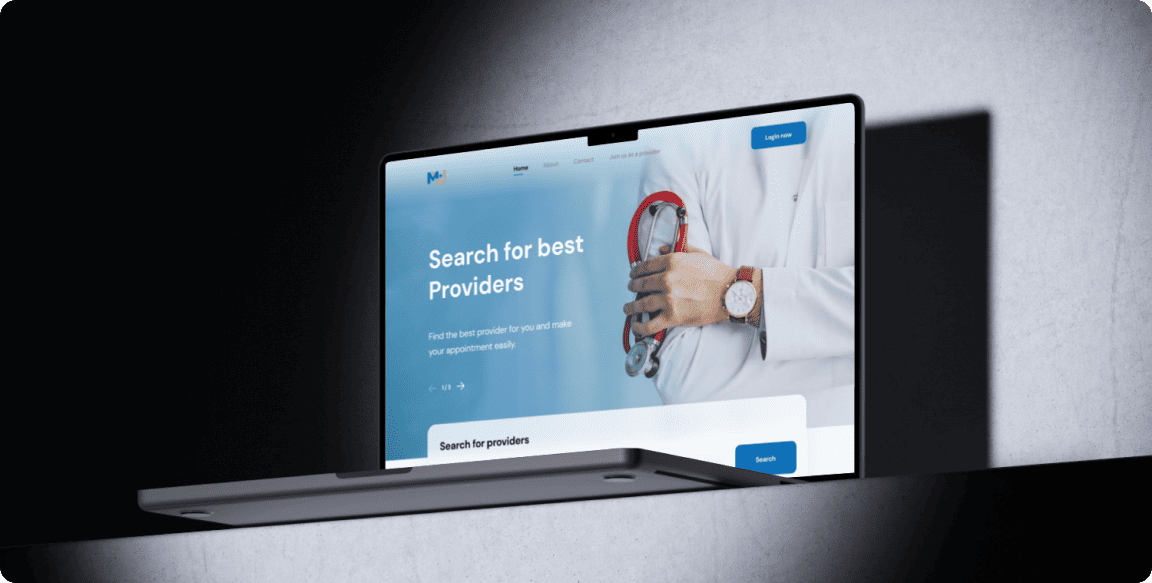 Login now
Home About Contact Join us as a provider
Search for best
Providers
Find the best provider for you and make
your appointment easily.
1/3
Search for providers
Search